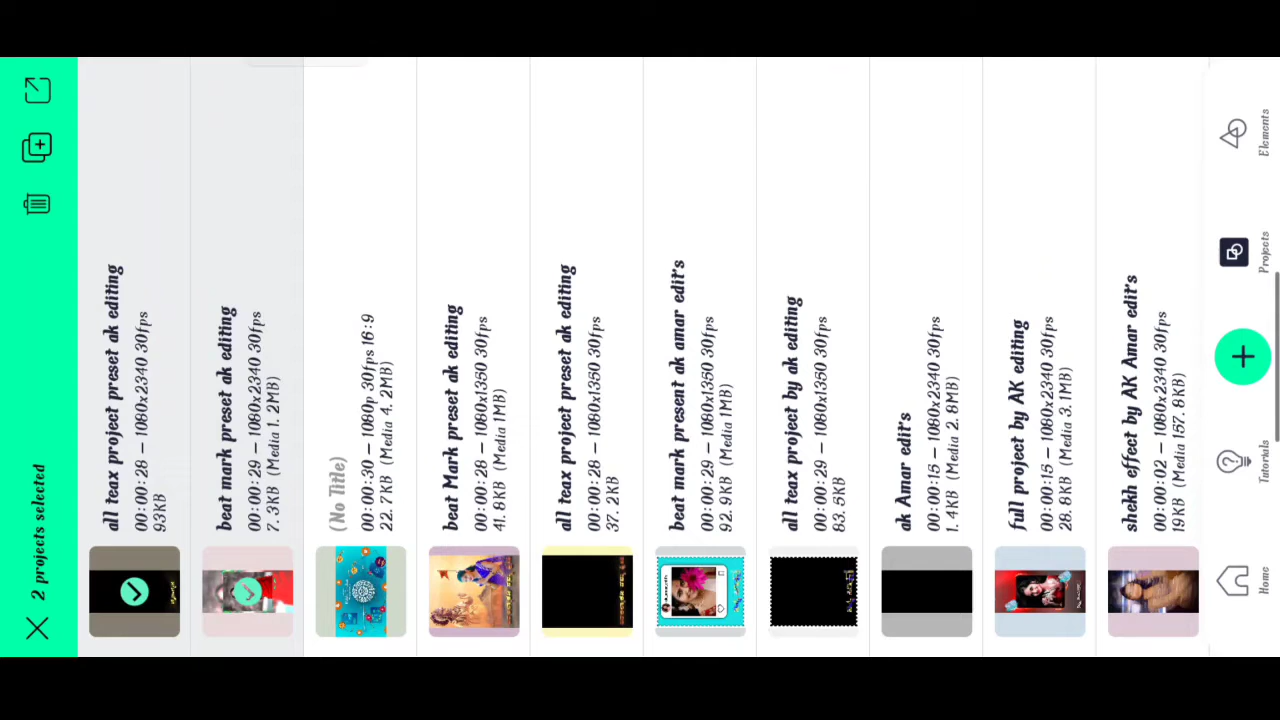 2 projects selected
all teax project preset ak editing
00:00:28 – 1080x2340 30fps
93KB
beat mark preset ak editing
00:00:29 – 1080x2340 30fps
7.3KB (Media 1.2MB)
(No Title)
00:00:30 – 1080p 30fps 16:9
22.7KB (Media 4.2MB)
beat Mark preset ak editing
00:00:28 – 1080x1350 30fps
41.8KB (Media 1MB)
all teax project preset ak editing
00:00:28 – 1080x1350 30fps
37.2KB
beat mark present ak amar edit's
00:00:29 – 1080x1350 30fps
92.9KB (Media 1MB)
all teax project by ak editing
00:00:29 – 1080x1350 30fps
83.5KB
ak Amar edit's
00:00:15 – 1080x2340 30fps
1.4KB (Media 2.8MB)
full project by AK editing
00:00:15 – 1080x2340 30fps
28.8KB (Media 3.1MB)
shekh effect by AK Amar edit's
00:00:02 – 1080x2340 30fps
19KB (Media 157.8KB)
Home
Tutorials
Projects
Elements